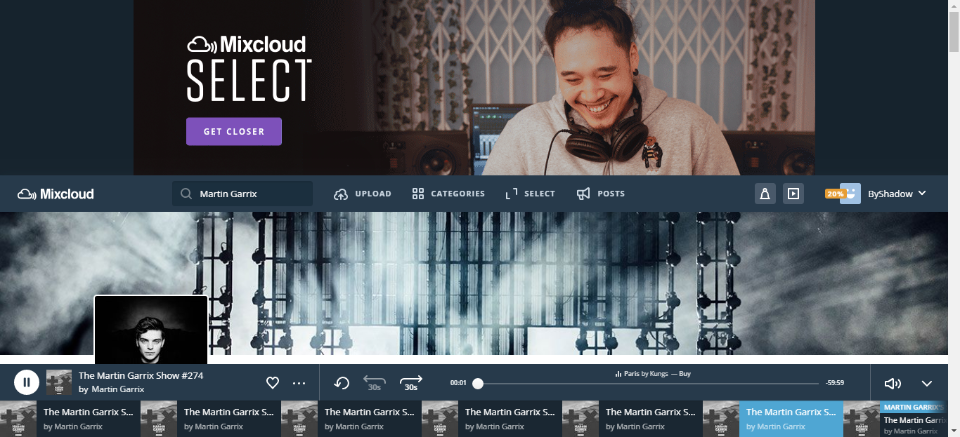 Mixcloud
SELECT
GET CLOSER
Mixcloud
Martin Garrix
UPLOAD
CATEGORIES
SELECT
POSTS
20%
ByShadow
The Martin Garrix Show #274
by Martin Garrix
30s
30s
00:01
Paris by Kungs — Buy
-59:59
The Martin Garrix S...
by Martin Garrix
The Martin Garrix S...
by Martin Garrix
The Martin Garrix S...
by Martin Garrix
The Martin Garrix S...
by Martin Garrix
The Martin Garrix S...
by Martin Garrix
The Martin Garrix S...
by Martin Garrix
MARTIN GARRIX
The Martin Garri
by Martin Garrix